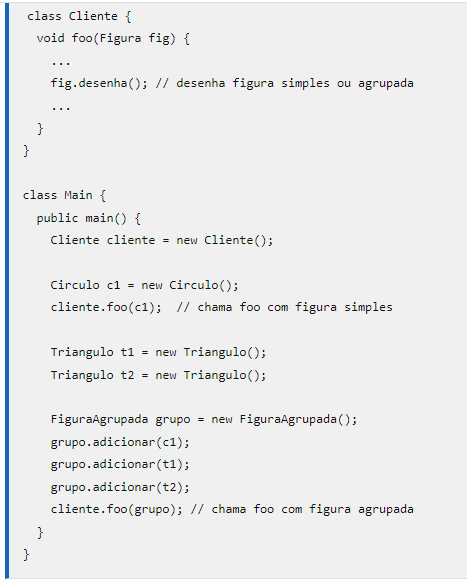 class Cliente {
void foo(Figura fig) {
...
fig.desenha(); // desenha figura simples ou agrupada
...
}
}
class Main {
public main() {
Cliente cliente = new Cliente();
Circulo c1 = new Circulo();
cliente.foo(c1);  // chama foo com figura simples
Triangulo t1 = new Triangulo();
Triangulo t2 = new Triangulo();
FiguraAgrupada grupo = new FiguraAgrupada();
grupo.adicionar(c1);
grupo.adicionar(t1);
grupo.adicionar(t2);
cliente.foo(grupo); // chama foo com figura agrupada
}
}